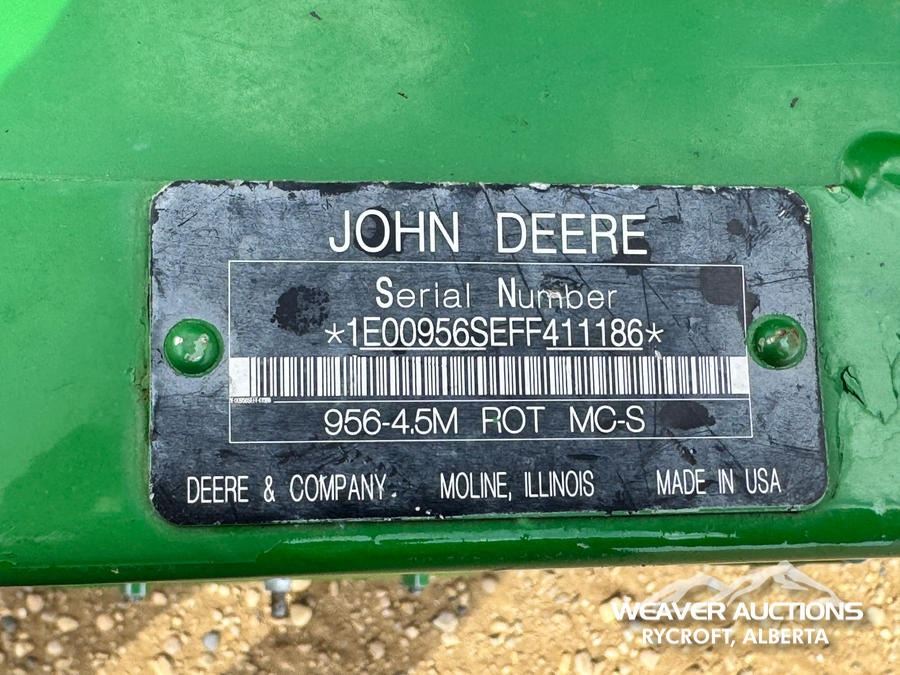 JOHN DEERE
Serial Number
*1E00956SEFF411186*
956-4.5M ROT MC-S
DEERE & COMPANY. MOLINE, ILLINOIS MADE IN USA
WEAVER AUCTIONS
RYCROFT, ALBERTA